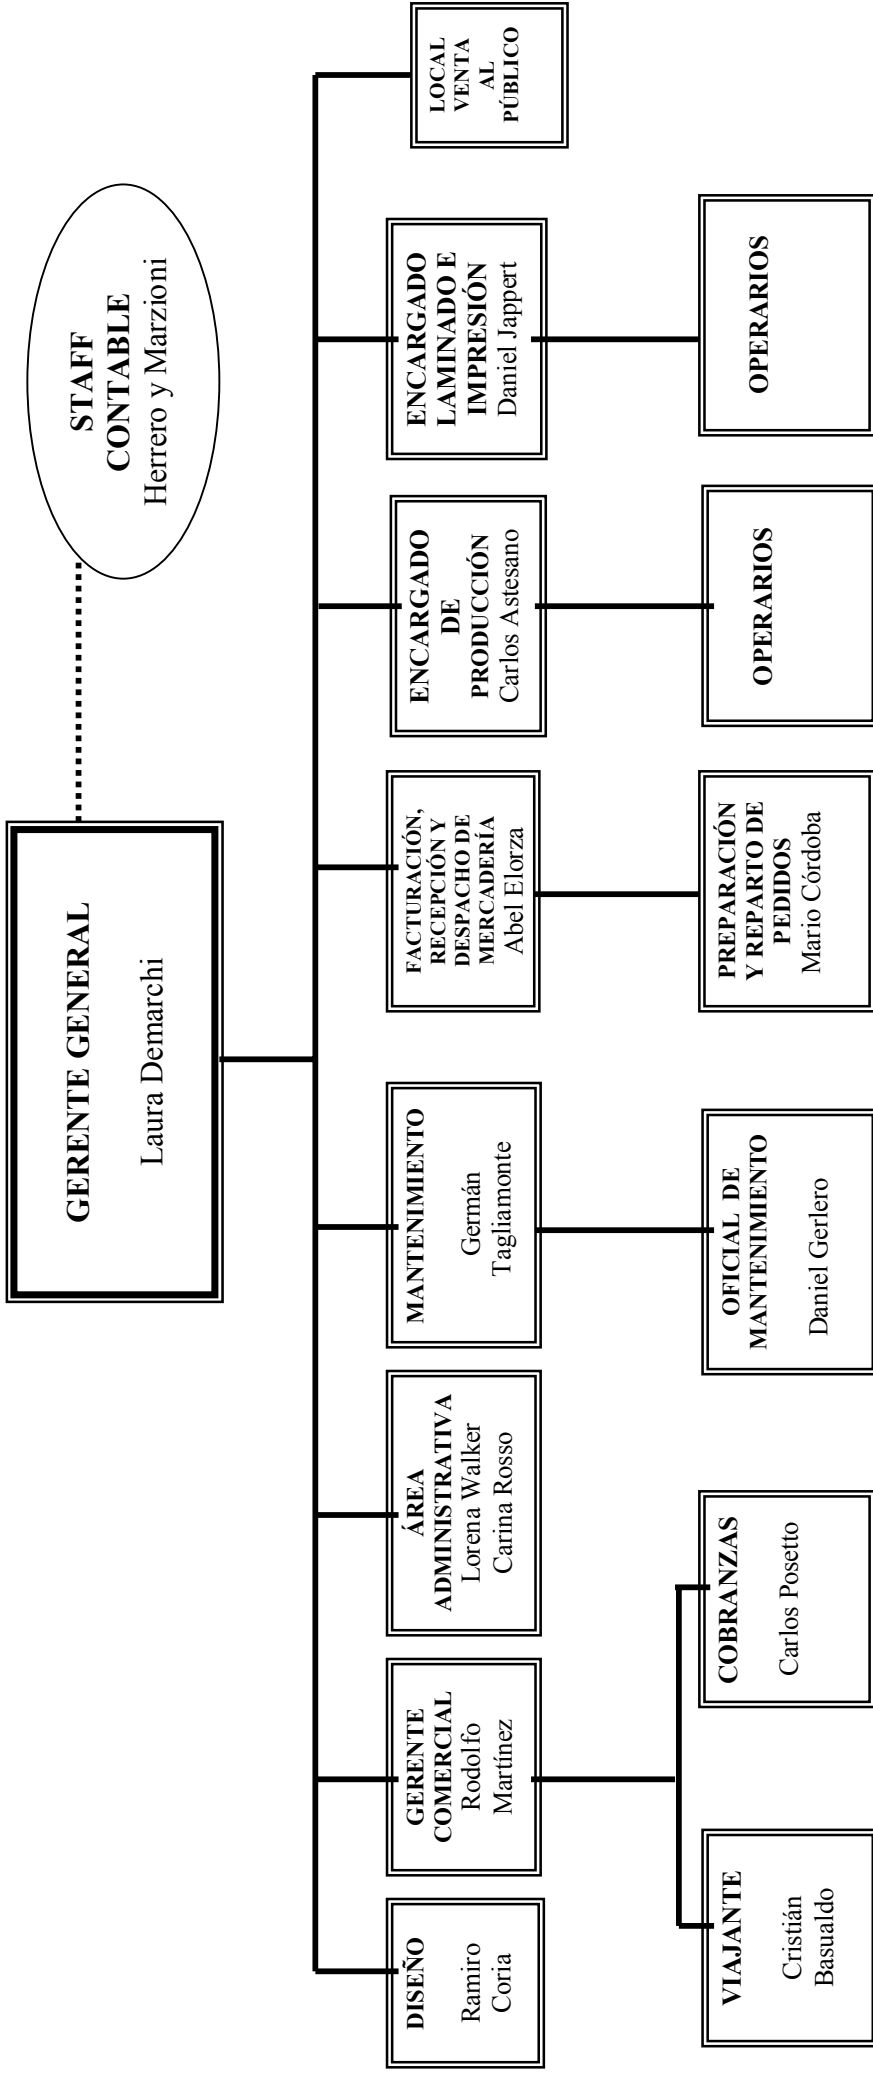 GERENTE GENERAL
Laura Demarchi
STAFF
CONTABLE
Herrero y Marzioni
DISEÑO
Ramiro
Coria
GERENTE
COMERCIAL
Rodolfo
Martínez
ÁREA
ADMINISTRATIVA
Lorena Walker
Carina Rosso
MANTENIMIENTO
Germán
Tagliamonte
FACTURACIÓN,
RECEPCIÓN Y
DESPACHO DE
MERCADERÍA
Abel Elorza
ENCARGADO
DE
PRODUCCIÓN
Carlos Astesano
ENCARGADO
LAMINADO E
IMPRESIÓN
Daniel Jappert
LOCAL
VENTA
AL
PÚBLICO
VIAJANTE
Cristián
Basualdo
COBRANZAS
Carlos Posetto
OFICIAL DE
MANTENIMIENTO
Daniel Gerlero
PREPARACIÓN
Y REPARTO DE
PEDIDOS
Mario Córdoba
OPERARIOS
OPERARIOS